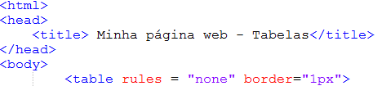 <html>
<head>
<title> Minha página web - Tabelas</title>
</head>
<body>
<table rules = "none" border="1px">